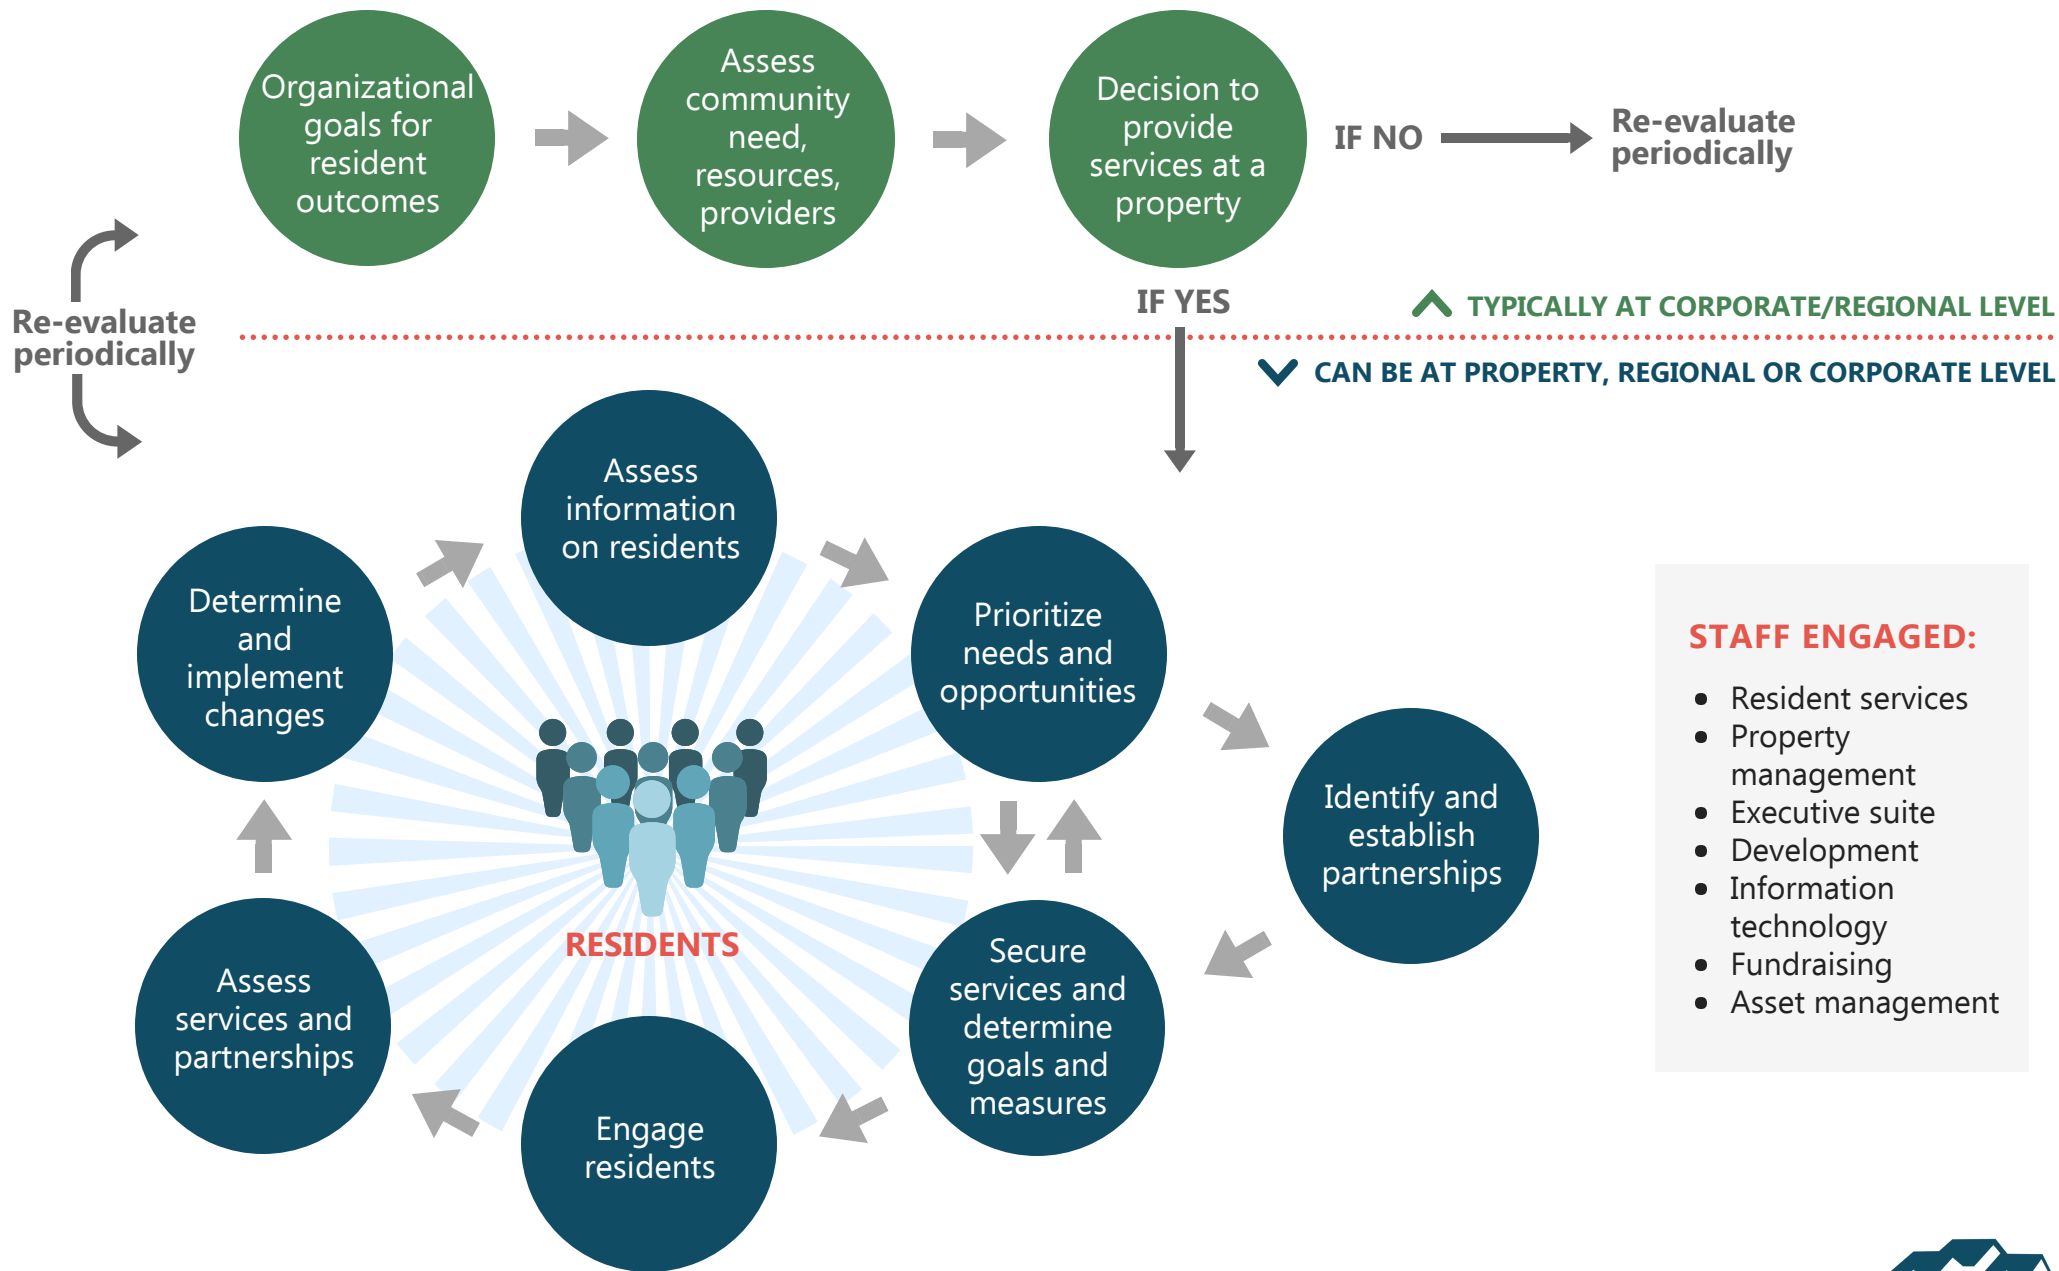 Organizational
goals for
resident
outcomes
Assess
community
need,
resources,
providers
Decision to
provide
services at a
property
IF NO
Re-evaluate
periodically
IF YES
TYPICALLY AT CORPORATE/REGIONAL LEVEL
Re-evaluate
periodically
CAN BE AT PROPERTY, REGIONAL OR CORPORATE LEVEL
Assess
information
on residents
Prioritize
needs and
opportunities
Identify and
establish
partnerships
Secure
services and
determine
goals and
measures
Engage
residents
Assess
services and
partnerships
Determine
and
implement
changes
RESIDENTS
STAFF ENGAGED:
• Resident services
• Property
management
• Executive suite
• Development
• Information
technology
• Fundraising
• Asset management